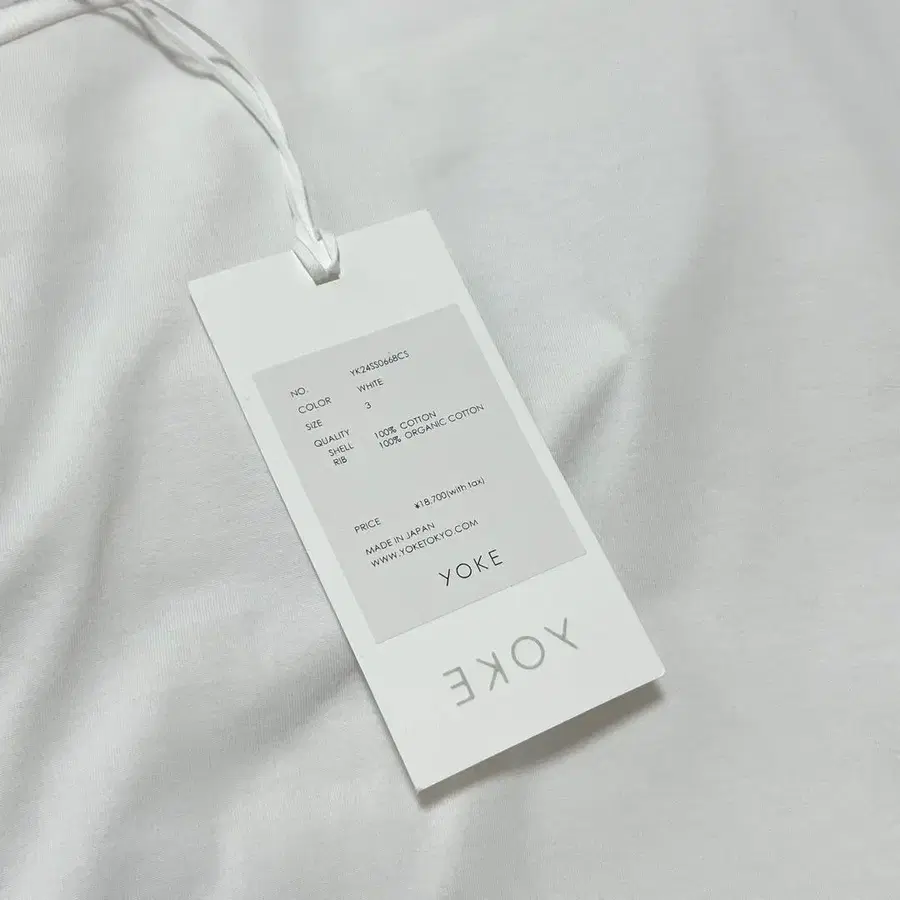 NO. YK24SS0668CS
COLOR WHITE
SIZE 3
QUALITY
SHELL 100% COTTON
RIB 100% ORGANIC COTTON
PRICE ¥18,700(with tax)
MADE IN JAPAN
WWW.YOKETOKYO.COM
YOKE
YOKE